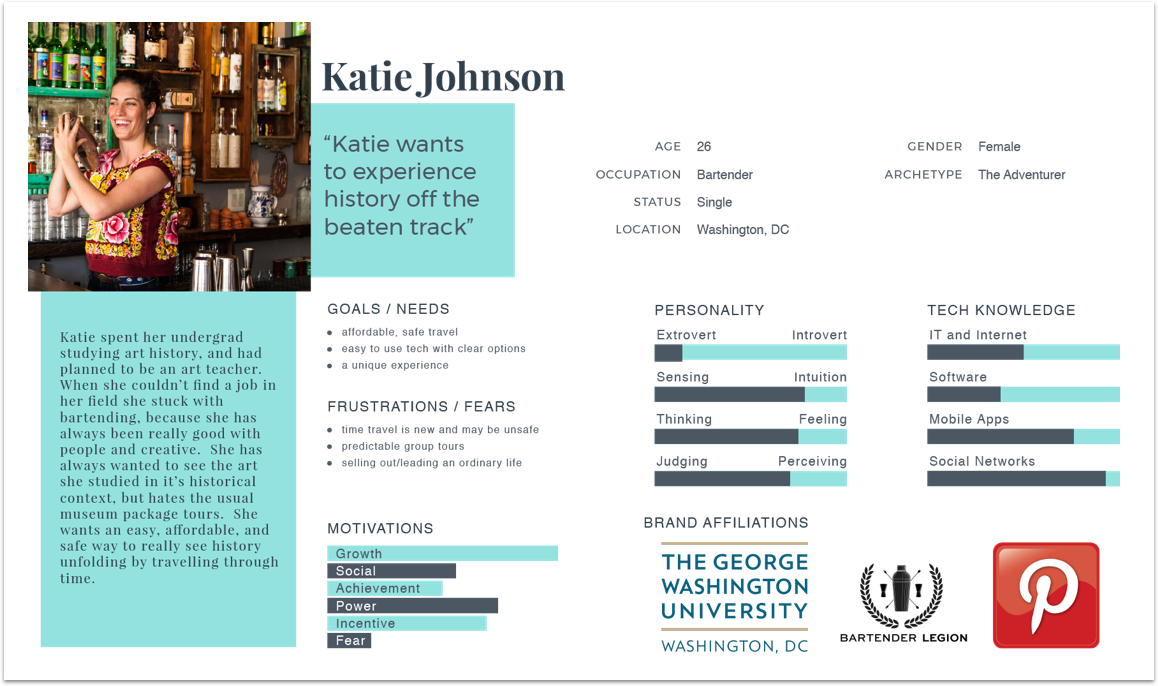 Katie Johnson
“Katie wants
to experience
history off the
beaten track”
AGE 26
OCCUPATION Bartender
STATUS Single
LOCATION Washington, DC
GENDER Female
ARCHETYPE The Adventurer
Katie spent her undergrad
studying art history, and had
planned to be an art teacher.
When she couldn’t find a job in
her field she stuck with
bartending, because she has
always been really good with
people and creative. She has
always wanted to see the art
she studied in it’s historical
context, but hates the usual
museum package tours. She
wants an easy, affordable, and
safe way to really see history
unfolding by travelling through
time.
GOALS / NEEDS
affordable, safe travel
easy to use tech with clear options
a unique experience
FRUSTRATIONS / FEARS
time travel is new and may be unsafe
predictable group tours
selling out/leading an ordinary life
MOTIVATIONS
Growth
Social
Achievement
Power
Incentive
Fear
PERSONALITY
Extrovert Introvert
Sensing Intuition
Thinking Feeling
Judging Perceiving
TECH KNOWLEDGE
IT and Internet
Software
Mobile Apps
Social Networks
BRAND AFFILIATIONS
THE GEORGE
WASHINGTON
UNIVERSITY
WASHINGTON, DC
BARTENDER LEGION